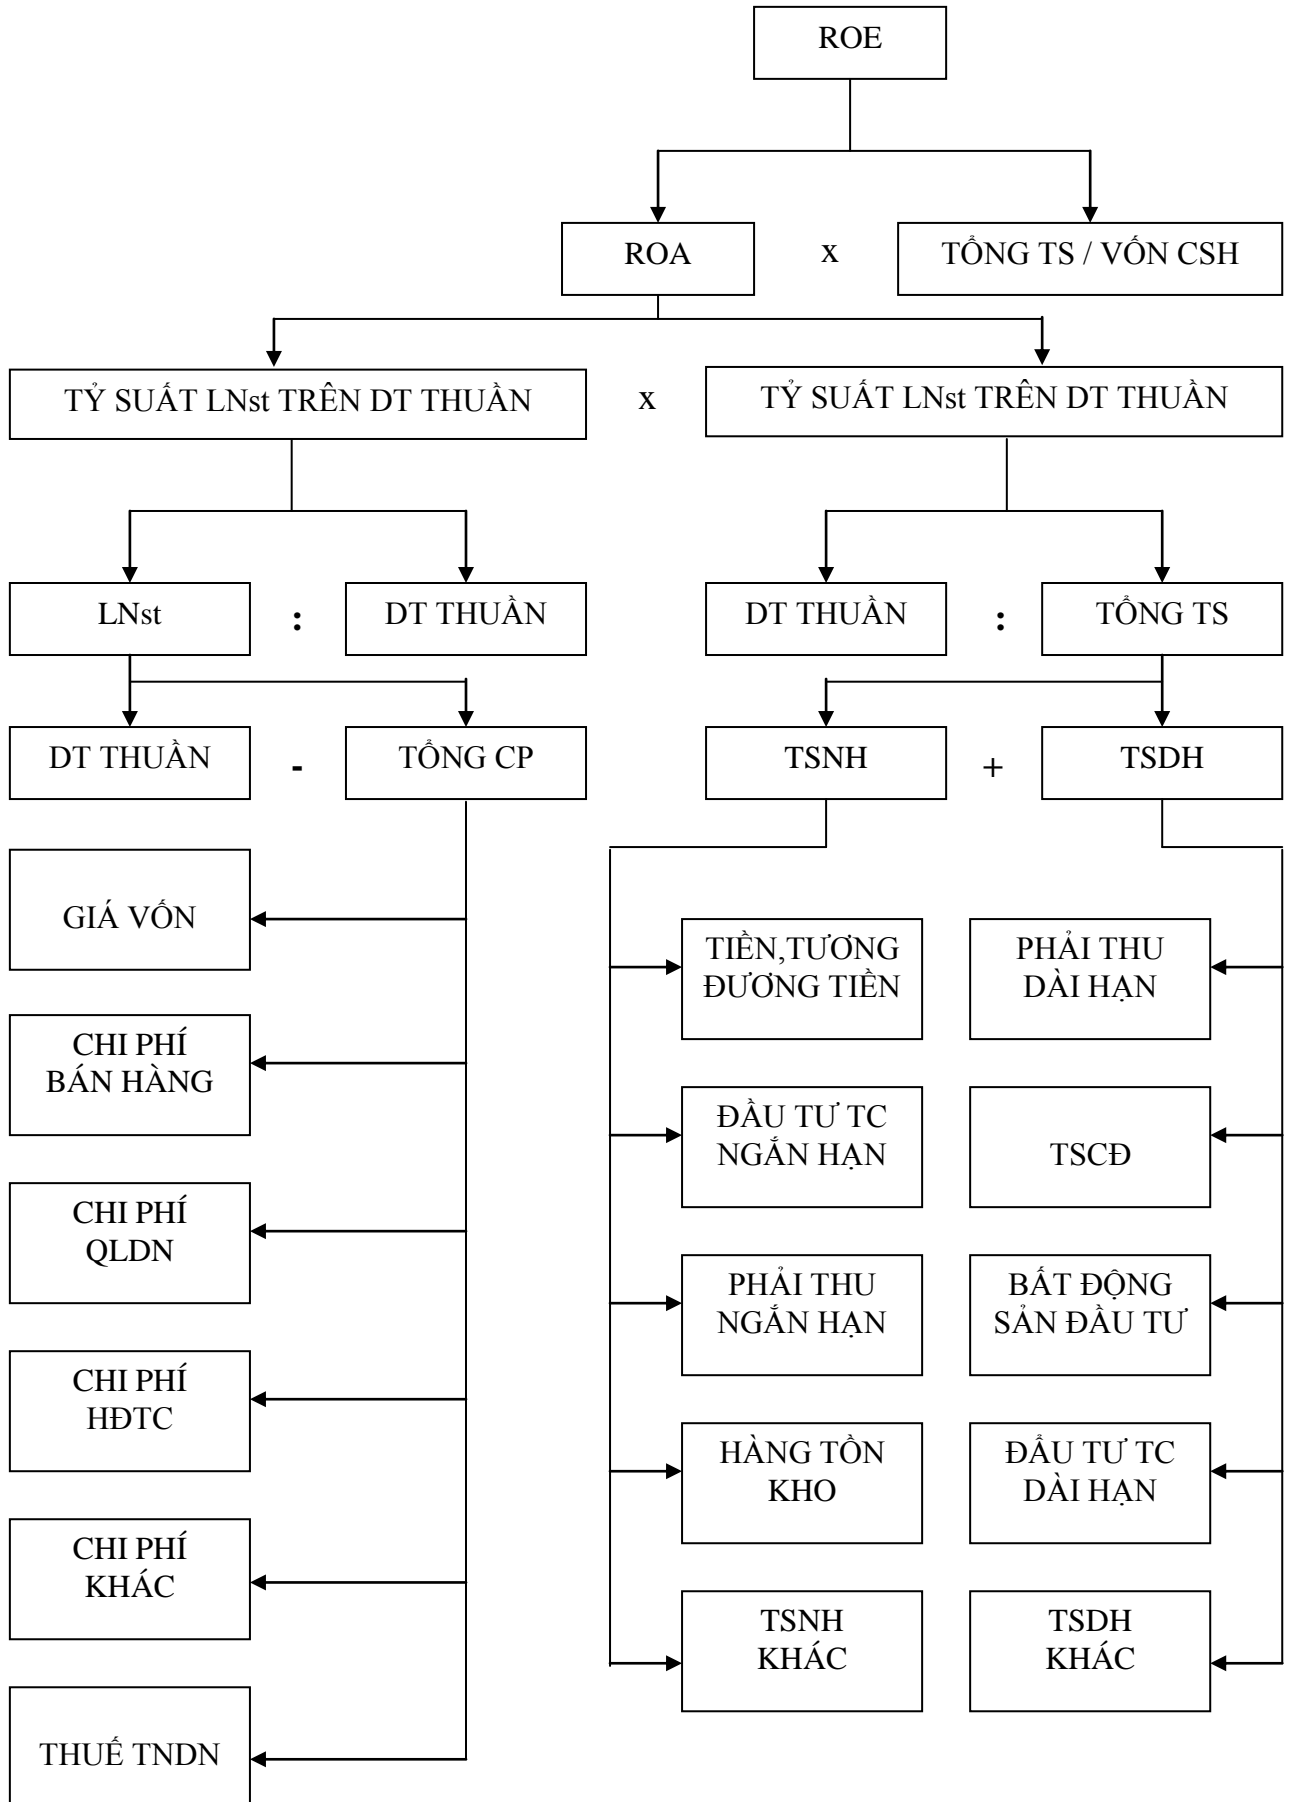 ROE
ROA
x
TỔNG TS / VỐN CSH
TỶ SUẤT LNst TRÊN DT THUẦN
x
TỶ SUẤT LNst TRÊN DT THUẦN
LNst
:
DT THUẦN
DT THUẦN
:
TỔNG TS
DT THUẦN
-
TỔNG CP
TSNH
+
TSDH
GIÁ VỐN
CHI PHÍ
BÁN HÀNG
CHI PHÍ
QLDN
CHI PHÍ
HĐTC
CHI PHÍ
KHÁC
THUẾ TNDN
TIỀN,TƯƠNG
ĐƯƠNG TIỀN
ĐẦU TƯ TC
NGẮN HẠN
PHẢI THU
NGẮN HẠN
HÀNG TỒN
KHO
TSNH
KHÁC
PHẢI THU
DÀI HẠN
TSCĐ
BẤT ĐỘNG
SẢN ĐẦU TƯ
ĐẨU TƯ TC
DÀI HẠN
TSDH
KHÁC